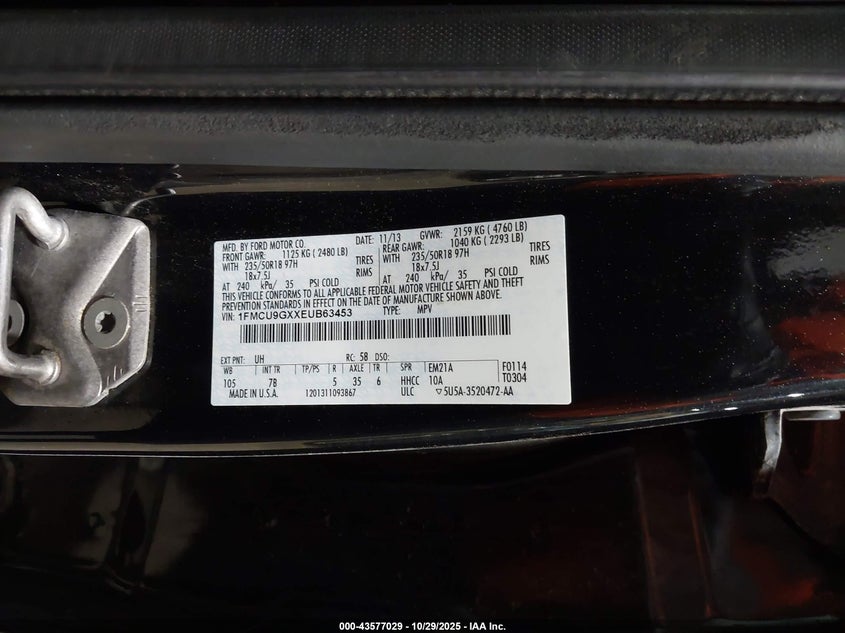 MFD. BY FORD MOTOR CO. DATE: 11/13 GVWR: 2159 KG ( 4760 LB)
FRONT GAWR: 1125 KG ( 2480 LB) REAR GAWR: 1040 KG ( 2293 LB)
WITH 235/50R18 97H TIRES WITH 235/50R18 97H TIRES
18x7.5J RIMS 18x7.5J RIMS
AT 240 kPa/ 35 PSI COLD AT 240 kPa/ 35 PSI COLD
THIS VEHICLE CONFORMS TO ALL APPLICABLE FEDERAL MOTOR VEHICLE SAFETY AND THEFT
PREVENTION STANDARDS IN EFFECT ON THE DATE OF MANUFACTURE SHOWN ABOVE.
VIN: 1FMCU9GXXEUB63453 TYPE: MPV
EXT PNT: UH RC: 58 DSO:
WB TP/PS R AXLE TR SPR EM21A F0114
105 7B 5 35 6 HHCC 10A T0304
MADE IN U.S.A. 1201311093867 ULC 5U5A-3520472-AA
000-43577029 - 10/29/2025 - IAA Inc.